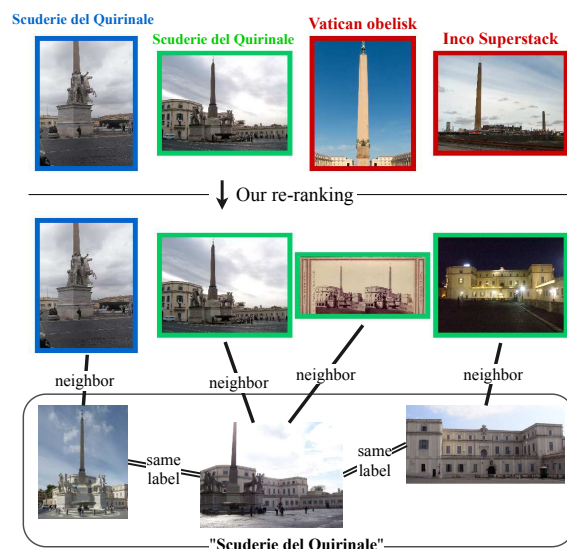 Scuderie del Quirinale
Scuderie del Quirinale
Vatican obelisk
Inco Superstack
Our re-ranking
neighbor
neighbor
neighbor
neighbor
same
label
same
label
"Scuderie del Quirinale"